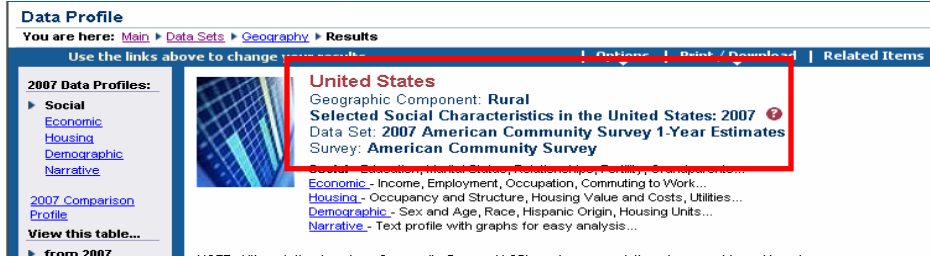 Data Profile
You are here: Main ▶ Data Sets ▶ Geography ▶ Results
Use the links above to change your results | Options | Print / Download | Related Items
2007 Data Profiles:
▶ Social
Economic
Housing
Demographic
Narrative
2007 Comparison
Profile
View this table...
▶ from 2007
United States
Geographic Component: Rural
Selected Social Characteristics in the United States: 2007 ?
Data Set: 2007 American Community Survey 1-Year Estimates
Survey: American Community Survey
Social - Education, Marital Status, Relationships, Fertility, Grandparents...
Economic - Income, Employment, Occupation, Commuting to Work...
Housing - Occupancy and Structure, Housing Value and Costs, Utilities...
Demographic - Sex and Age, Race, Hispanic Origin, Housing Units...
Narrative - Text profile with graphs for easy analysis...